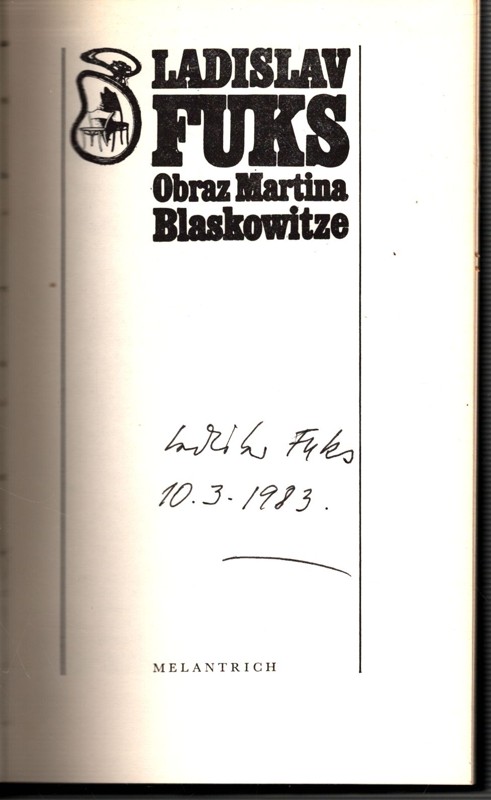 LADISLAV
FUKS
Obraz Martina
Blaskowitze
Ladislav Fuks
10.3.1983.
MELANTRICH